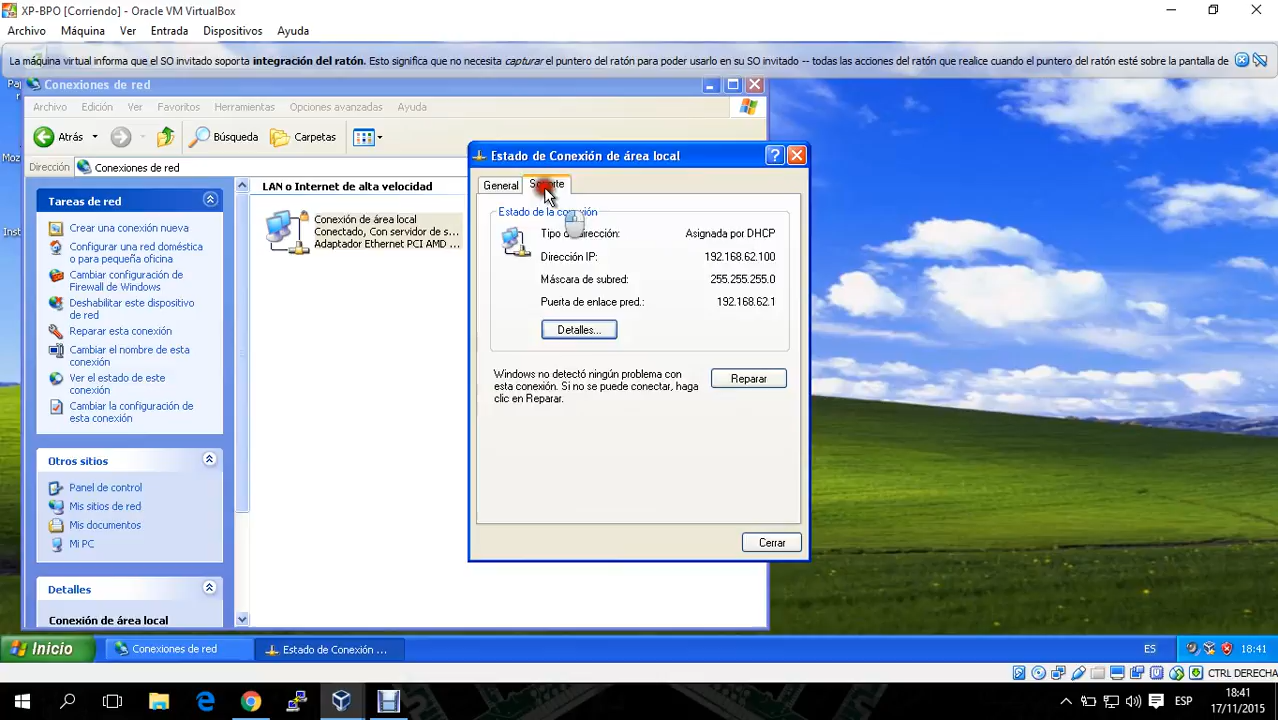 XP-BPO [Corriendo] - Oracle VM VirtualBox
Archivo Máquina Ver Entrada Dispositivos Ayuda
La máquina virtual informa que el SO invitado soporta integración del ratón. Esto significa que no necesita capturar el puntero del ratón para poder usarlo en su SO invitado -- todas las acciones del ratón que realice cuando el puntero del ratón esté sobre la pantalla de
Conexiones de red
Archivo Edición Ver Favoritos Herramientas Opciones avanzadas Ayuda
Atrás Búsqueda Carpetas
Dirección Conexiones de red
Tareas de red
Crear una conexión nueva
Configurar una red doméstica
o para pequeña oficina
Cambiar configuración de
Firewall de Windows
Deshabilitar este dispositivo
de red
Reparar esta conexión
Cambiar el nombre de esta
conexión
Ver el estado de este
conexión
Cambiar la configuración de
esta conexión
Otros sitios
Panel de control
Mis sitios de red
Mis documentos
Mi PC
Detalles
Conexión de área local
LAN o Internet de alta velocidad
Conexión de área local
Conectado, Con servidor de s...
Adaptador Ethernet PCI AMD ...
Estado de Conexión de área local
General Soporte
Estado de la conexión
Tipo de dirección: Asignada por DHCP
Dirección IP: 192.168.62.100
Máscara de subred: 255.255.255.0
Puerta de enlace pred.: 192.168.62.1
Detalles...
Windows no detectó ningún problema con
esta conexión. Si no se puede conectar, haga
clic en Reparar.
Reparar
Cerrar
Inicio Conexiones de red Estado de Conexión ... ES 18:41
CTRL DERECHA
ESP 18:41
17/11/2015